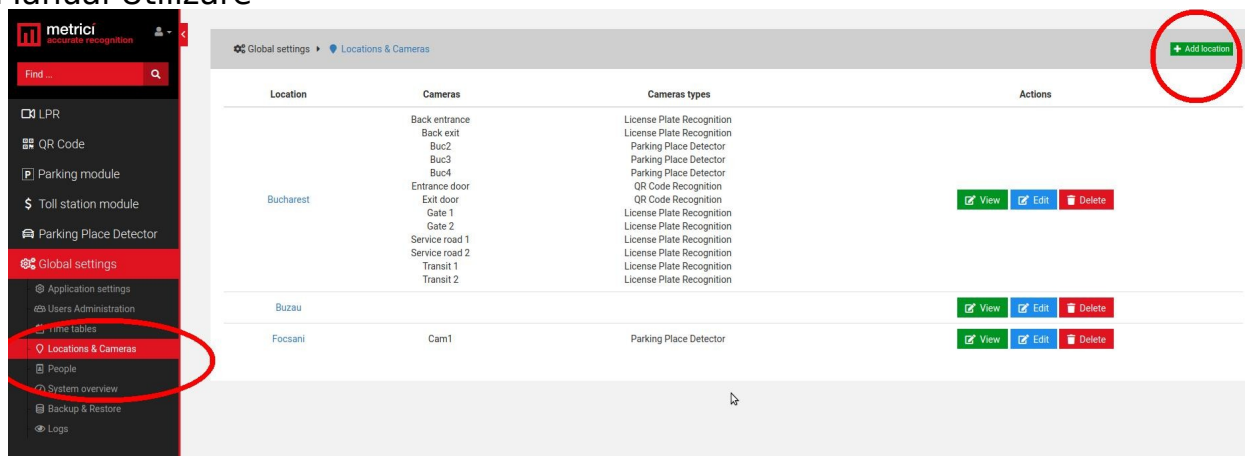 Manual Utilizare
metrici
accurate recognition
Find ...
LPR
QR Code
Parking module
Toll station module
Parking Place Detector
Global settings
Application settings
Users Administration
Time tables
Locations & Cameras
People
System overview
Backup & Restore
Logs
Global settings Locations & Cameras
+ Add location
Location Cameras Cameras types Actions
Back entrance License Plate Recognition
Back exit License Plate Recognition
Buc2 Parking Place Detector
Buc3 Parking Place Detector
Buc4 Parking Place Detector
Entrance door QR Code Recognition
Bucharest Exit door QR Code Recognition View Edit Delete
Gate 1 License Plate Recognition
Gate 2 License Plate Recognition
Service road 1 License Plate Recognition
Service road 2 License Plate Recognition
Transit 1 License Plate Recognition
Transit 2 License Plate Recognition
Buzau View Edit Delete
Focsani Cam1 Parking Place Detector View Edit Delete